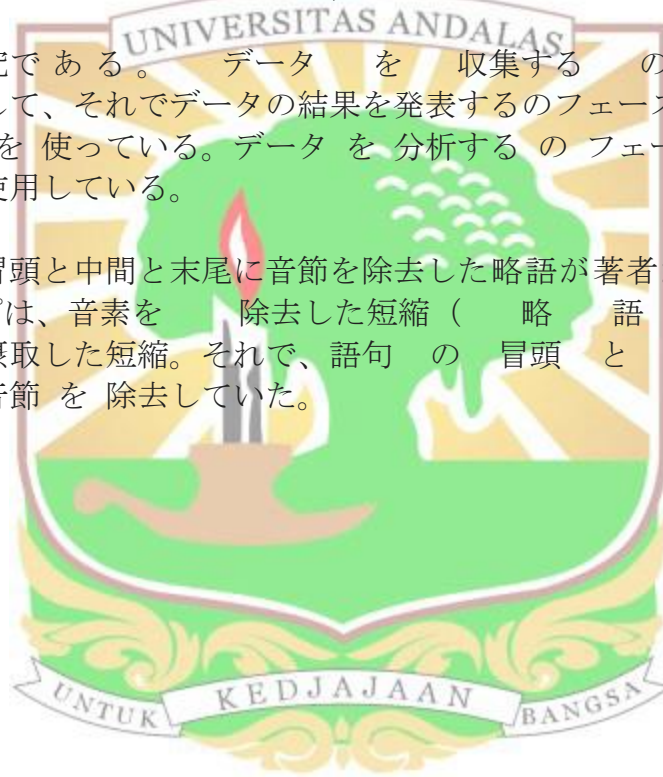 UNIVERSITAS ANDALAS
究である。 データ を 収集する の
して、それでデータの結果を発表するのフェース
を 使っている。データ を 分析する の フェー
使用している。
冒頭と中間と末尾に音節を除去した略語が著者
は、音素を 除去した短縮( 略 語
摂取した短縮。それで、語句 の 冒頭 と
音節 を 除去していた。
UNTUK KEDJAJAAN BANGSA